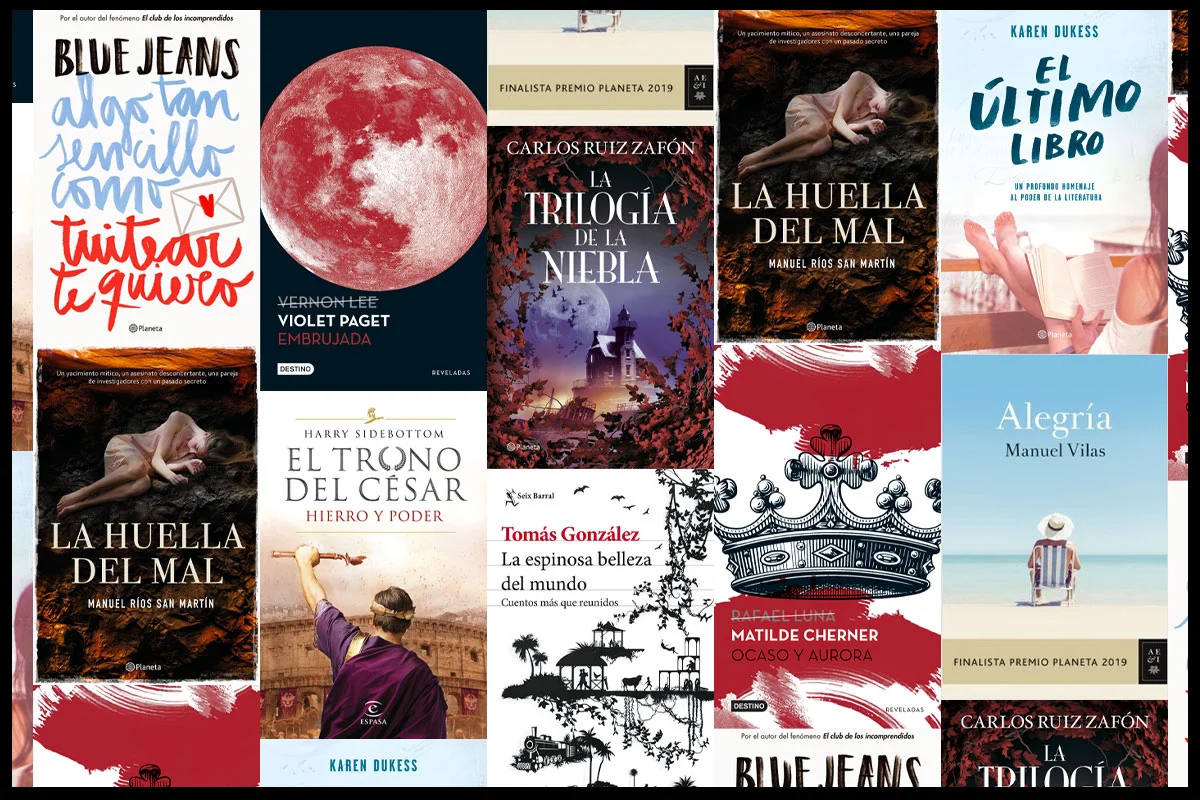 s
Por el autor del fenómeno El club de los incomprendidos
BLUE JEANS
algo tan
sencillo
como
tuitear
te quiero
Planeta
Un yacimiento mítico, un asesinato desconcertante, una pareja
de investigadores con un pasado secreto
LA HUELLA
DEL MAL
MANUEL RÍOS SAN MARTÍN
Planeta
VERNON LEE
VIOLET PAGET
EMBRUJADA
DESTINO
REVELADAS
HARRY SIDEBOTTOM
EL TRONO
DEL CÉSAR
HIERRO Y PODER
ESPASA
KAREN DUKESS
FINALISTA PREMIO PLANETA 2019
AE
&I
CARLOS RUIZ ZAFÓN
LA
TRILOGÍA
DE LA
NIEBLA
Planeta
Seix Barral
Tomás González
La espinosa belleza
del mundo
Cuentos más que reunidos
Un yacimiento mítico, un asesinato desconcertante, una pareja
de investigadores con un pasado secreto
LA HUELLA
DEL MAL
MANUEL RÍOS SAN MARTÍN
Planeta
RAFAEL LUNA
MATILDE CHERNER
OCASO Y AURORA
DESTINO
REVELADAS
Por el autor del fenómeno El club de los incomprendidos
BLUE JEANS
KAREN DUKESS
EL
ÚLTIMO
LIBRO
UN PROFUNDO HOMENAJE
AL PODER DE LA LITERATURA
Planeta
Alegría
Manuel Vilas
FINALISTA PREMIO PLANETA 2019
AE
&I
CARLOS RUIZ ZAFÓN
LA
TRILOGÍA